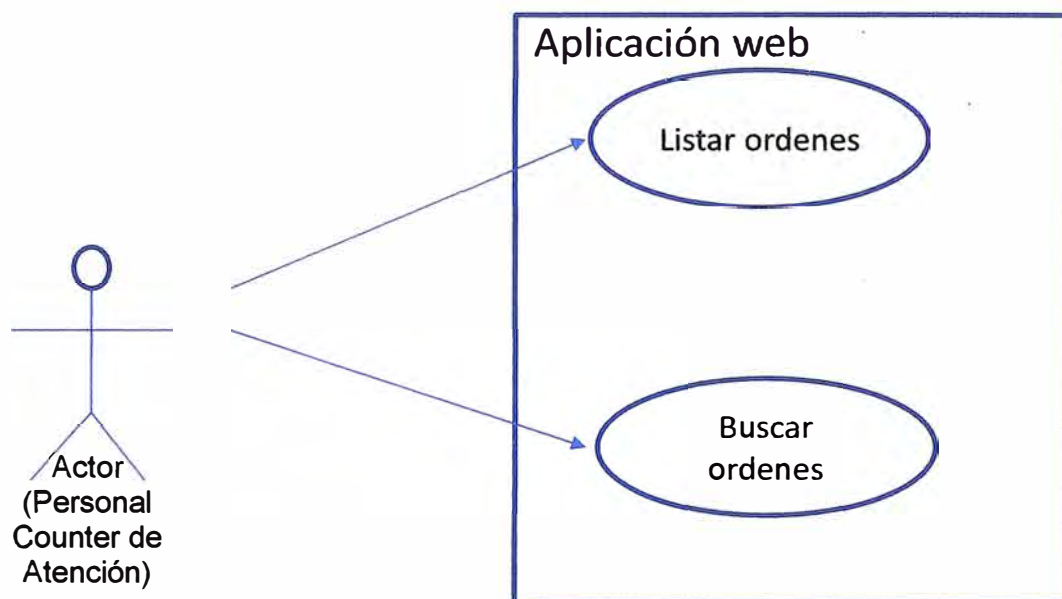 Aplicación web
Listar ordenes
Buscar
ordenes
Actor
(Personal
Counter de
Atención)